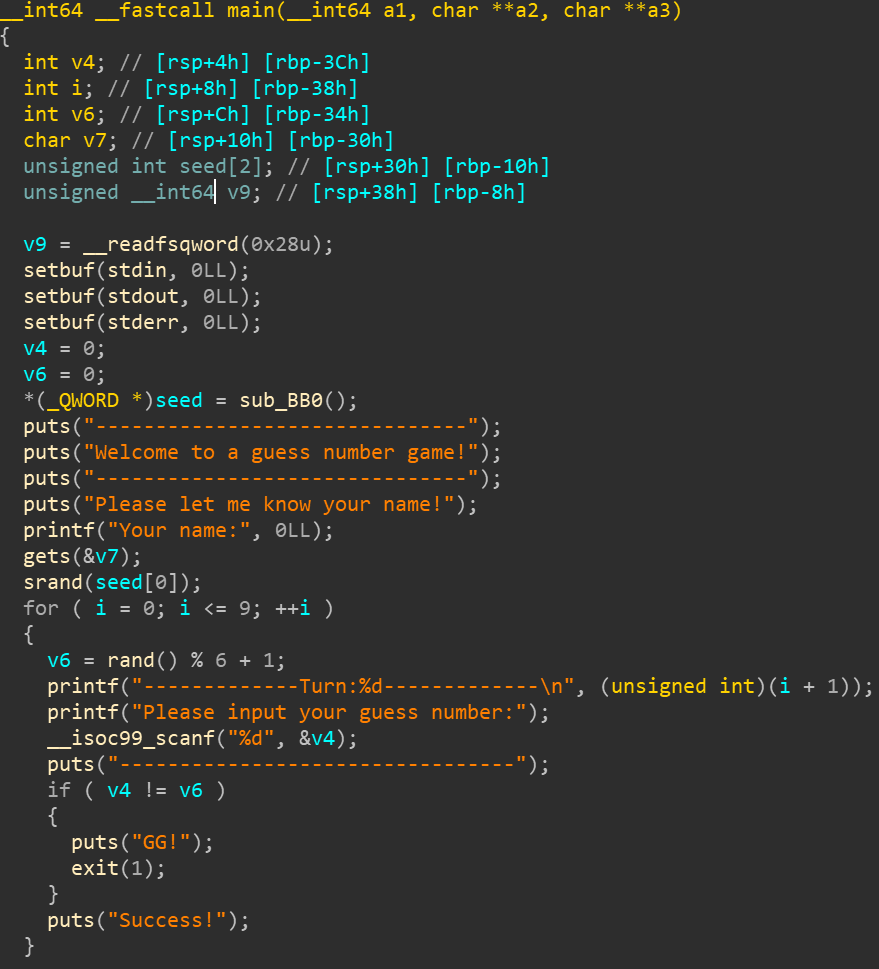 __int64 __fastcall main(__int64 a1, char **a2, char **a3)
{
  int v4; // [rsp+4h] [rbp-3Ch]
  int i; // [rsp+8h] [rbp-38h]
  int v6; // [rsp+Ch] [rbp-34h]
  char v7; // [rsp+10h] [rbp-30h]
  unsigned int seed[2]; // [rsp+30h] [rbp-10h]
  unsigned __int64 v9; // [rsp+38h] [rbp-8h]

  v9 = __readfsqword(0x28u);
  setbuf(stdin, 0LL);
  setbuf(stdout, 0LL);
  setbuf(stderr, 0LL);
  v4 = 0;
  v6 = 0;
  *(_QWORD *)seed = sub_BB0();
  puts("-------------------------------");
  puts("Welcome to a guess number game!");
  puts("-------------------------------");
  puts("Please let me know your name!");
  printf("Your name:", 0LL);
  gets(&v7);
  srand(seed[0]);
  for ( i = 0; i <= 9; ++i )
  {
    v6 = rand() % 6 + 1;
    printf("-------------Turn:%d-------------\n", (unsigned int)(i + 1));
    printf("Please input your guess number:");
    __isoc99_scanf("%d", &v4);
    puts("---------------------------------");
    if ( v4 != v6 )
    {
      puts("GG!");
      exit(1);
    }
    puts("Success!");
  }